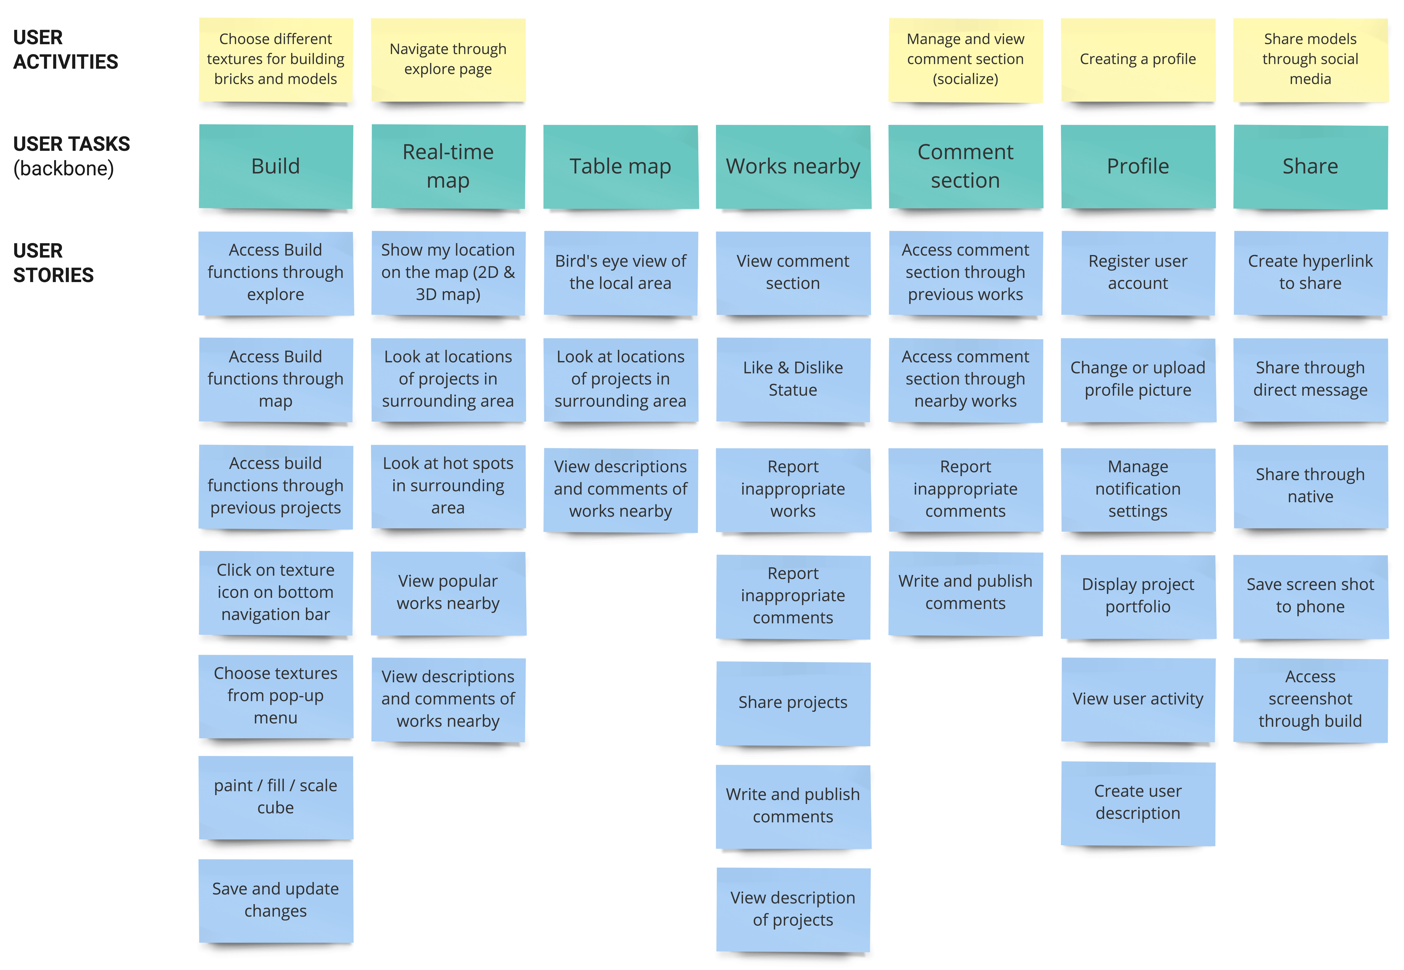 USER
ACTIVITIES
Choose different
textures for building
bricks and models
Navigate through
explore page
Manage and view
comment section
(socialize)
Creating a profile
Share models
through social
media
USER TASKS
(backbone)
Build
Real-time
map
Table map
Works nearby
Comment
section
Profile
Share
USER
STORIES
Access Build
functions through
explore
Show my location
on the map (2D &
3D map)
Bird's eye view of
the local area
View comment
section
Access comment
section through
previous works
Register user
account
Create hyperlink
to share
Access Build
functions through
map
Look at locations
of projects in
surrounding area
Look at locations
of projects in
surrounding area
Like & Dislike
Statue
Access comment
section through
nearby works
Change or upload
profile picture
Share through
direct message
Access build
functions through
previous projects
Look at hot spots
in surrounding
area
View descriptions
and comments of
works nearby
Report
inappropriate
works
Report
inappropriate
comments
Manage
notification
settings
Share through
native
Click on texture
icon on bottom
navigation bar
View popular
works nearby
Report
inappropriate
comments
Write and publish
comments
Display project
portfolio
Save screen shot
to phone
Choose textures
from pop-up
menu
View descriptions
and comments of
works nearby
Share projects
View user activity
Access
screenshot
through build
paint / fill / scale
cube
Write and publish
comments
Create user
description
Save and update
changes
View description
of projects